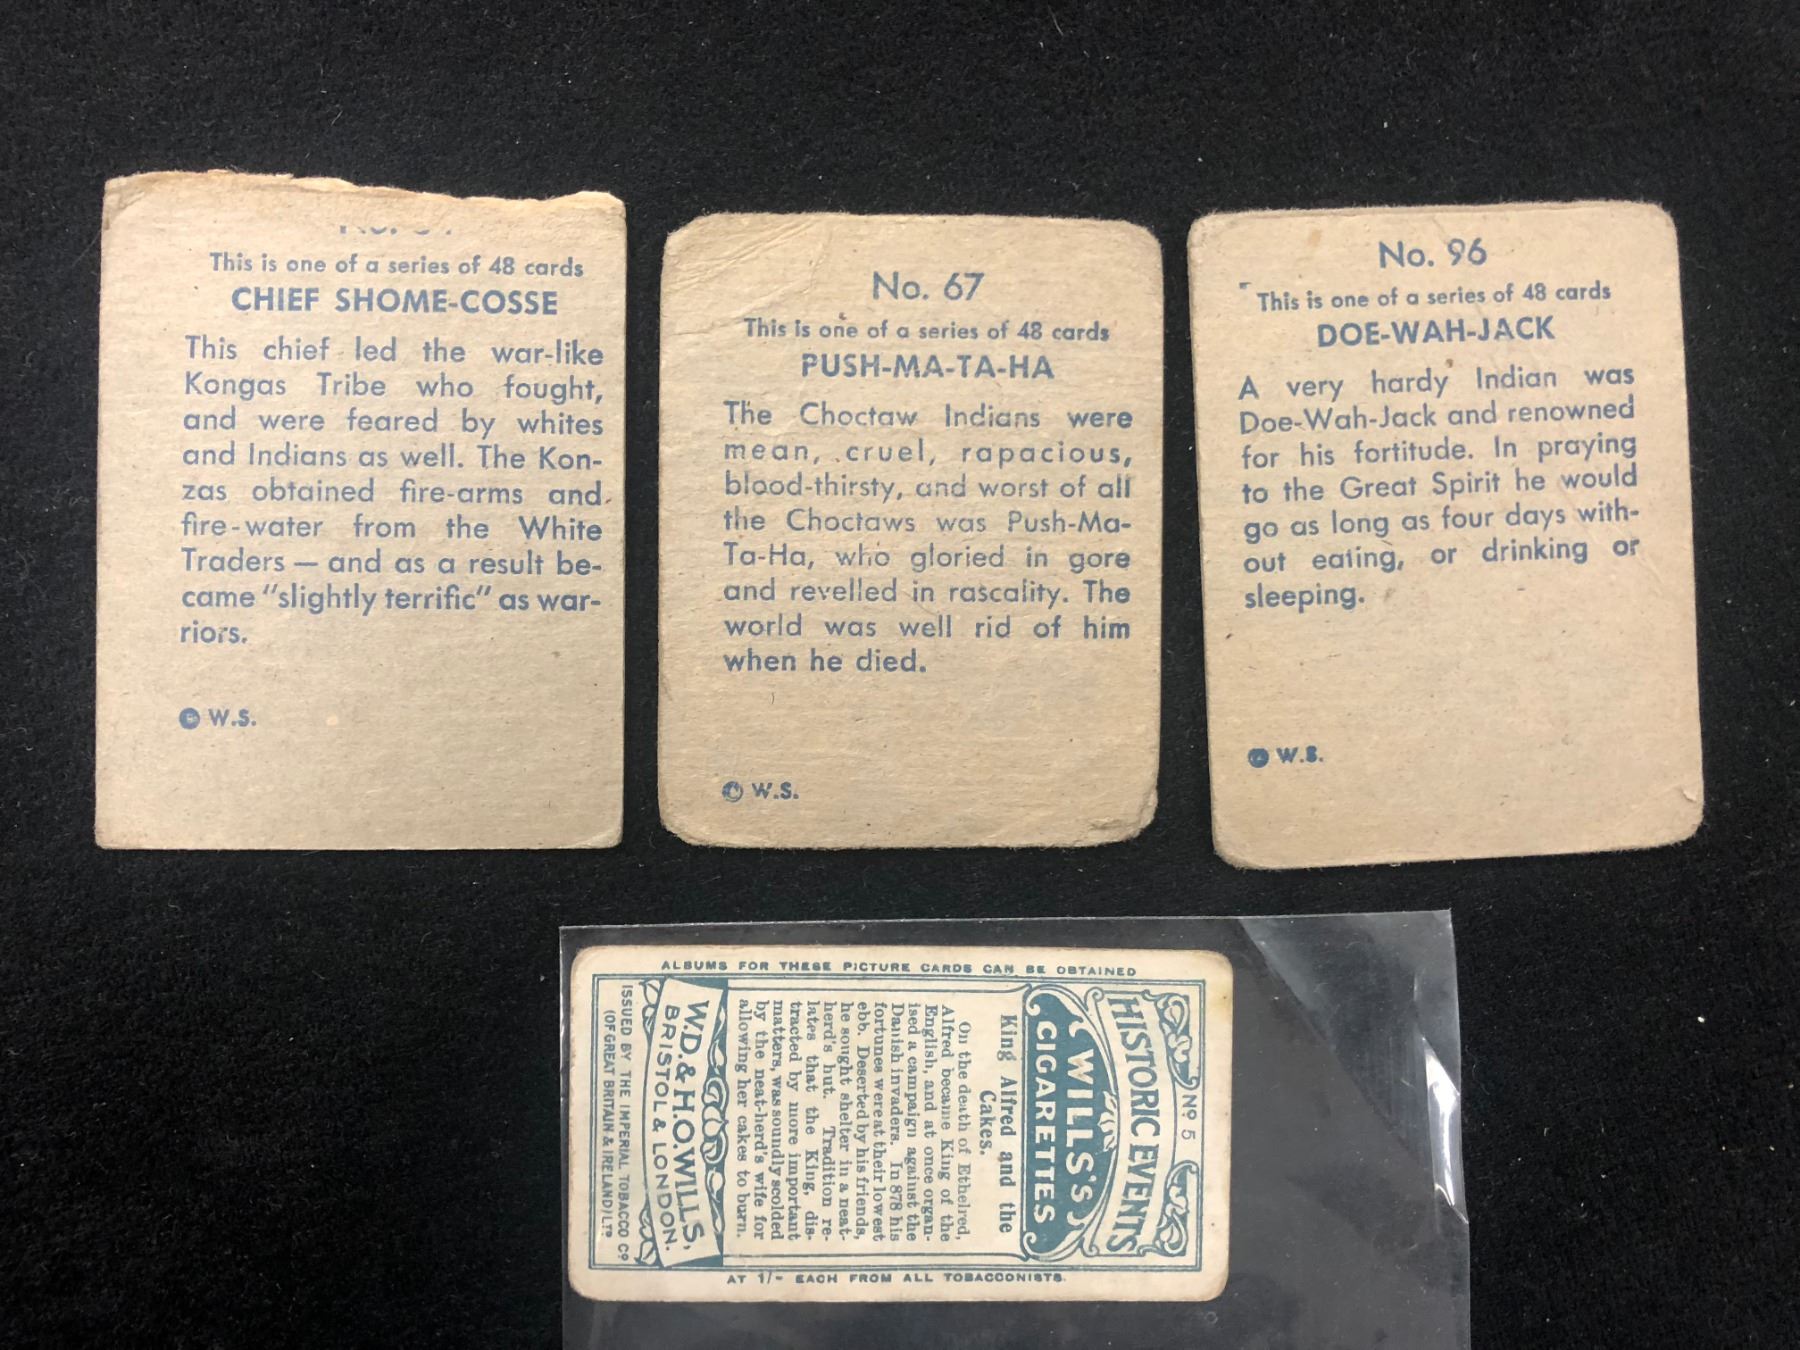 This is one of a series of 48 cards
CHIEF SHOME-COSSE
This chief led the war-like
Kongas Tribe who fought,
and were feared by whites
and Indians as well. The Kon-
zas obtained fire-arms and
fire-water from the White
Traders — and as a result be-
came "slightly terrific" as war-
riors.
© W.S.
No. 67
This is one of a series of 48 cards
PUSH-MA-TA-HA
The Choctaw Indians were
mean, cruel, rapacious,
blood-thirsty, and worst of all
the Choctaws was Push-Ma-
Ta-Ha, who gloried in gore
and revelled in rascality. The
world was well rid of him
when he died.
© W.S.
No. 96
This is one of a series of 48 cards
DOE-WAH-JACK
A very hardy Indian was
Doe-Wah-Jack and renowned
for his fortitude. In praying
to the Great Spirit he would
go as long as four days with-
out eating, or drinking or
sleeping.
© W.S.
ALBUMS FOR THESE PICTURE CARDS CAN BE OBTAINED
Nº 5
HISTORIC EVENTS
WILLS'S
CIGARETTES
King Alfred and the
Cakes.
On the death of Ethelred,
Alfred became King of the
English, and at once organ-
ised a campaign against the
Danish invaders. In 878 his
fortunes were at their lowest
ebb. Deserted by his friends,
he sought shelter in a neat-
herd's hut. Tradition re-
lates that the King, dis-
tracted by more important
matters, was soundly scolded
by the neat-herd's wife for
allowing her cakes to burn.
W.D. & H.O. WILLS,
BRISTOL & LONDON.
ISSUED BY THE IMPERIAL TOBACCO Cº
(OF GREAT BRITAIN & IRELAND) LTD
AT 1/- EACH FROM ALL TOBACCONISTS.